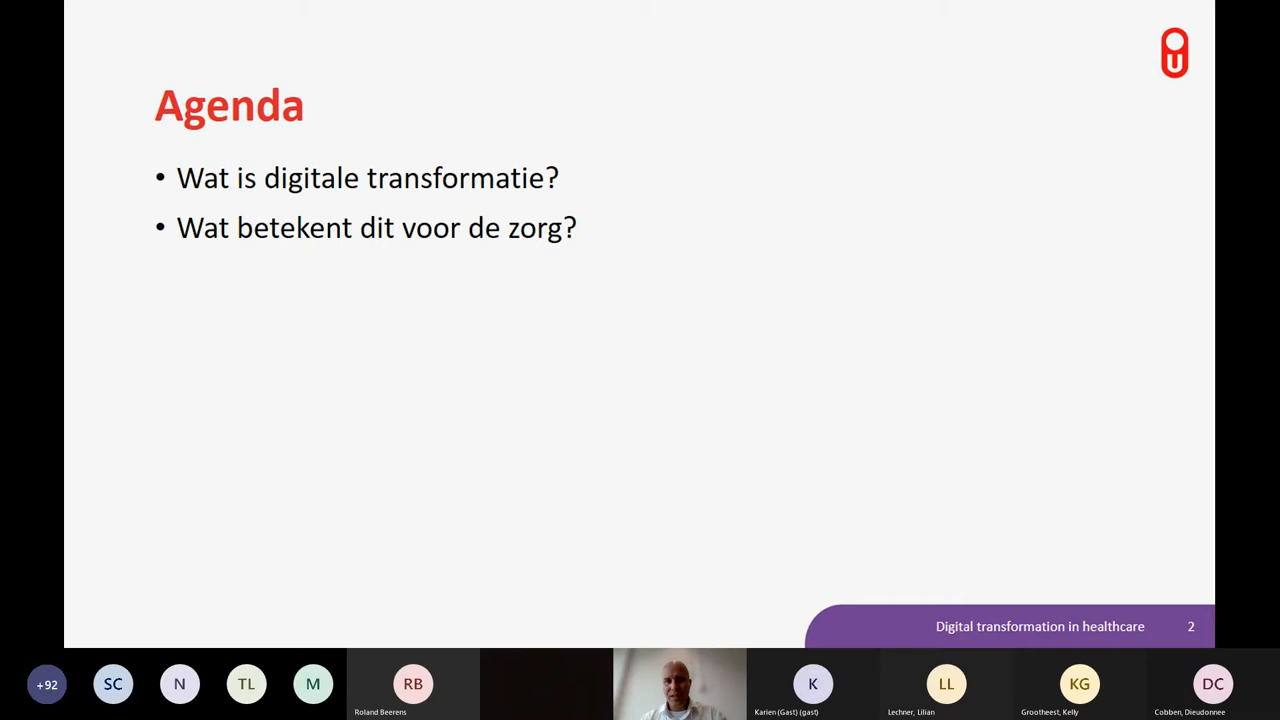 Agenda
• Wat is digitale transformatie?
• Wat betekent dit voor de zorg?
Digital transformation in healthcare 2
+92 SC N TL M RB K LL KG DC
Roland Beerens Karien (Gast) (gast) Lechner, Lilian Grootheest, Kelly Cobben, Dieudonnee